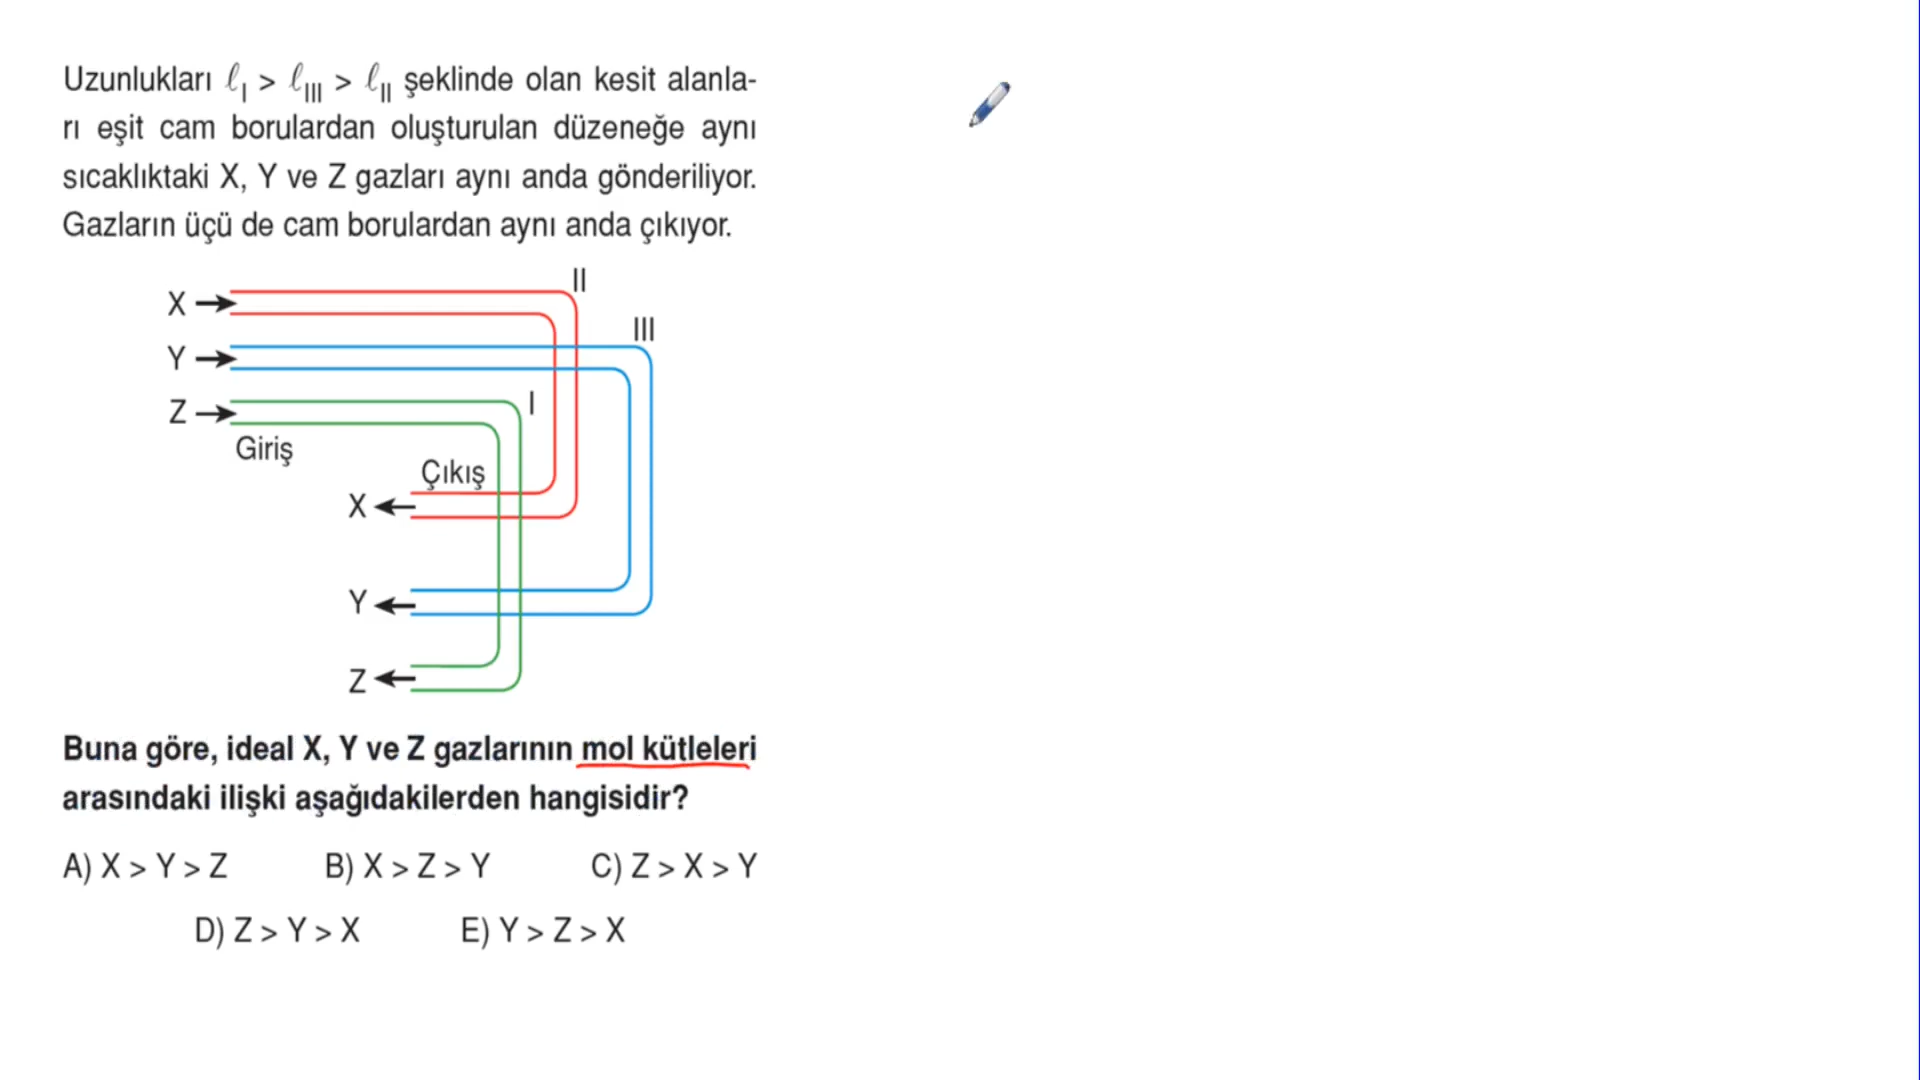 Uzunlukları ℓI > ℓIII > ℓII şeklinde olan kesit alanla-
rı eşit cam borulardan oluşturulan düzeneğe aynı
sıcaklıktaki X, Y ve Z gazları aynı anda gönderiliyor.
Gazların üçü de cam borulardan aynı anda çıkıyor.
II
X
III
Y
I
Z
Giriş
Çıkış
X
Y
Z
Buna göre, ideal X, Y ve Z gazlarının mol kütleleri
arasındaki ilişki aşağıdakilerden hangisidir?
A) X > Y > Z B) X > Z > Y C) Z > X > Y
D) Z > Y > X E) Y > Z > X